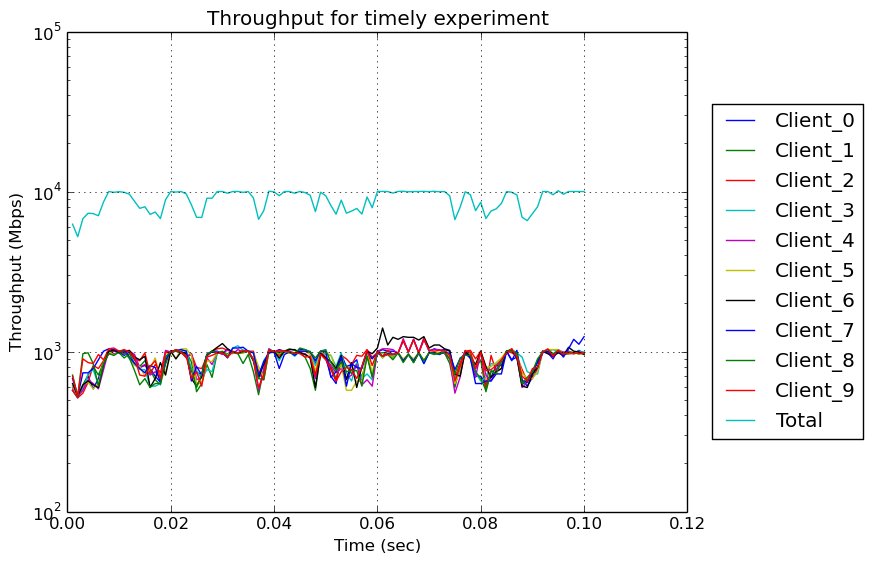 Throughput for timely experiment
10^5
10^4
10^3
10^2
Throughput (Mbps)
0.00 0.02 0.04 0.06 0.08 0.10 0.12
Time (sec)
Client_0
Client_1
Client_2
Client_3
Client_4
Client_5
Client_6
Client_7
Client_8
Client_9
Total